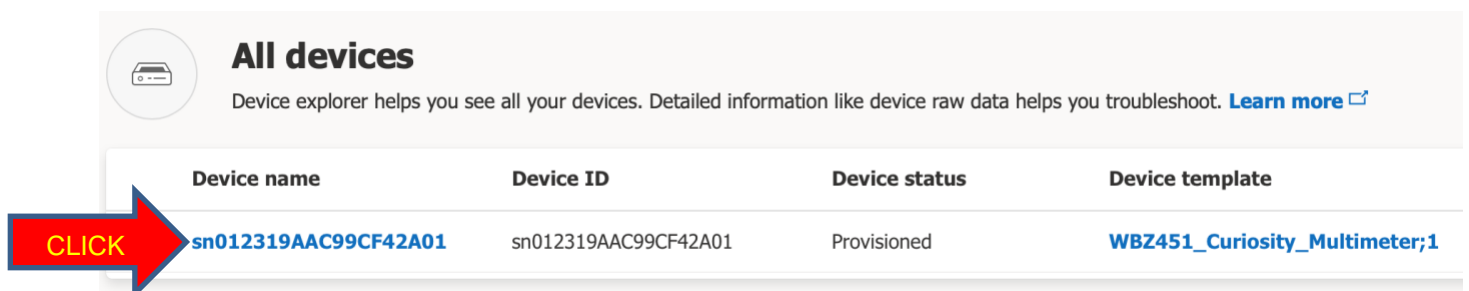 All devices
Device explorer helps you see all your devices. Detailed information like device raw data helps you troubleshoot. Learn more
Device name Device ID Device status Device template
CLICK sn012319AAC99CF42A01 sn012319AAC99CF42A01 Provisioned WBZ451_Curiosity_Multimeter;1